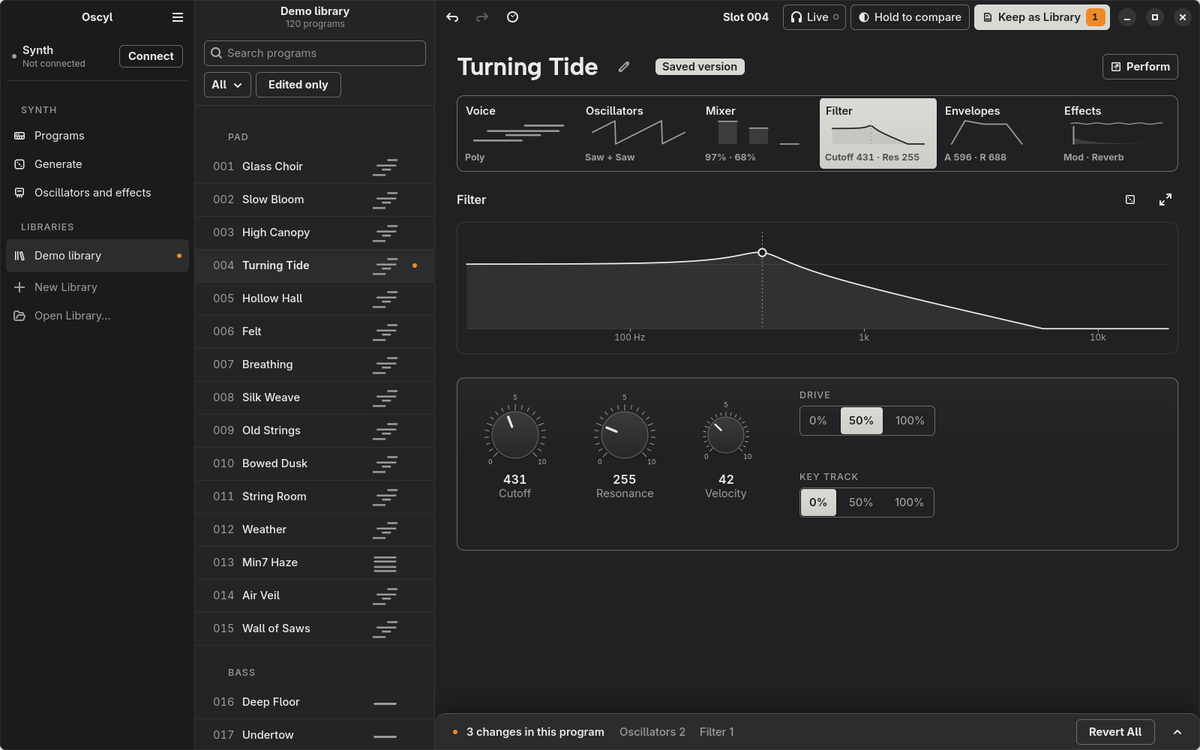 Oscyl
Synth
Not connected
Connect
SYNTH
Programs
Generate
Oscillators and effects
LIBRARIES
Demo library
New Library
Open Library...
Demo library
120 programs
Search programs
All
Edited only
PAD
001 Glass Choir
002 Slow Bloom
003 High Canopy
004 Turning Tide
005 Hollow Hall
006 Felt
007 Breathing
008 Silk Weave
009 Old Strings
010 Bowed Dusk
011 String Room
012 Weather
013 Min7 Haze
014 Air Veil
015 Wall of Saws
BASS
016 Deep Floor
017 Undertow
Slot 004
Live
Hold to compare
Keep as Library 1
Turning Tide
Saved version
Perform
Voice
Poly
Oscillators
Saw + Saw
Mixer
97% · 68%
Filter
Cutoff 431 · Res 255
Envelopes
A 596 · R 688
Effects
Mod · Reverb
Filter
100 Hz
1k
10k
5
0 10
431
Cutoff
5
0 10
255
Resonance
5
0 10
42
Velocity
DRIVE
0% 50% 100%
KEY TRACK
0% 50% 100%
3 changes in this program Oscillators 2 Filter 1
Revert All